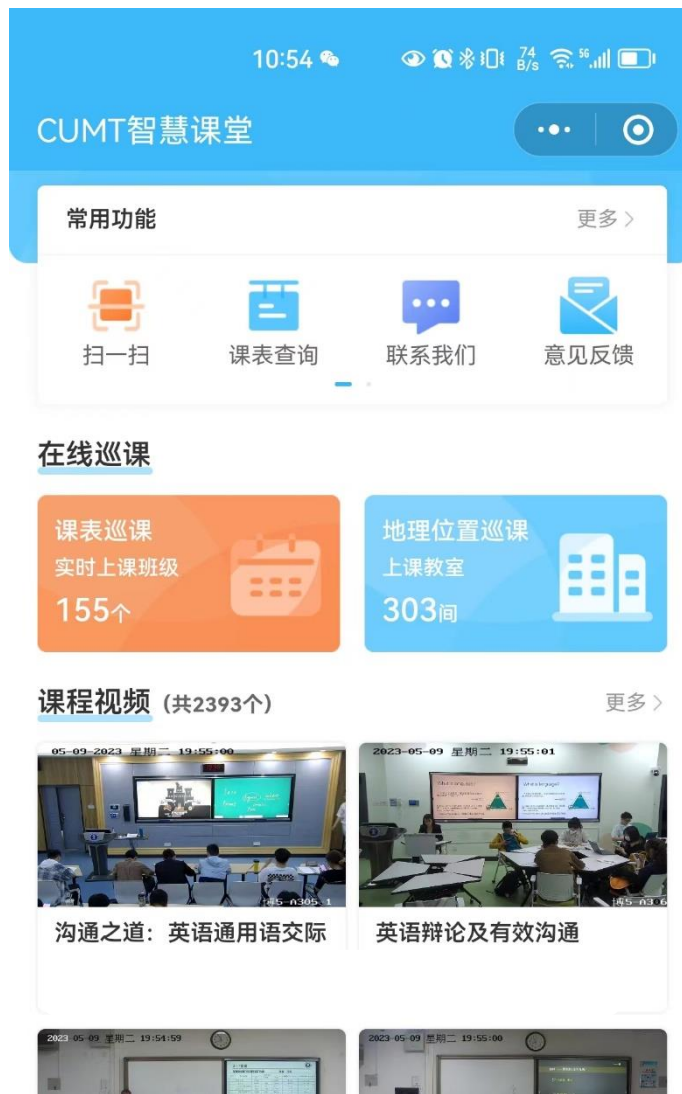 10:54
74 B/s
5G
CUMT智慧课堂
常用功能
更多
扫一扫 课表查询 联系我们 意见反馈
在线巡课
课表巡课
实时上课班级
155个
地理位置巡课
上课教室
303间
课程视频（共2393个）
更多
05-09-2023 星期二 19:55:00
2023-05-09 星期二 19:55:01
沟通之道：英语通用语交际
英语辩论及有效沟通
2023-05-09 星期二 19:54:59
2023-05-09 星期二 19:55:00